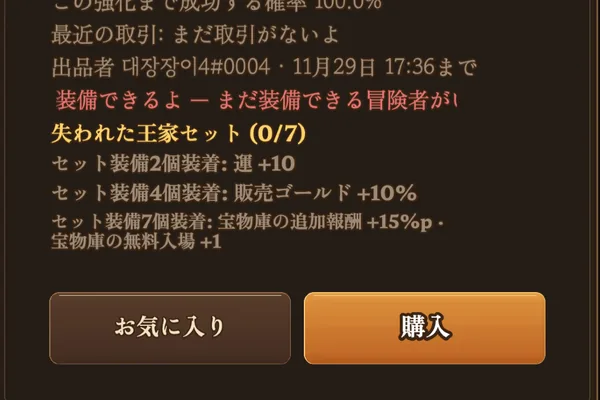 この強化まで成功する確率 100.0%
最近の取引: まだ取引がないよ
出品者 대장장이4#0004 · 11月29日 17:36まで
装備できるよ — まだ装備できる冒険者が
失われた王家セット (0/7)
セット装備2個装着: 運 +10
セット装備4個装着: 販売ゴールド +10%
セット装備7個装着: 宝物庫の追加報酬 +15%p ·
宝物庫の無料入場 +1
お気に入り
購入